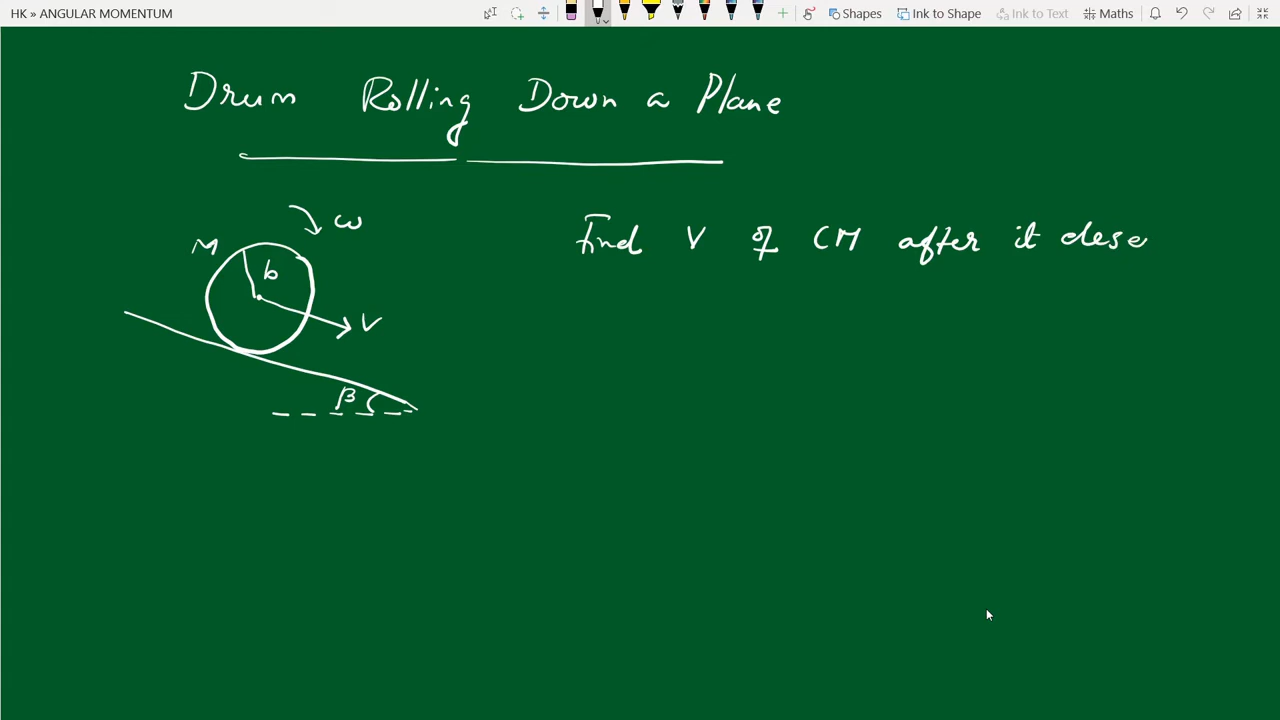 HK » ANGULAR MOMENTUM
Shapes Ink to Shape Ink to Text Maths
Drum Rolling Down a Plane
Find V of CM after it desc
ω
M
b
V
β